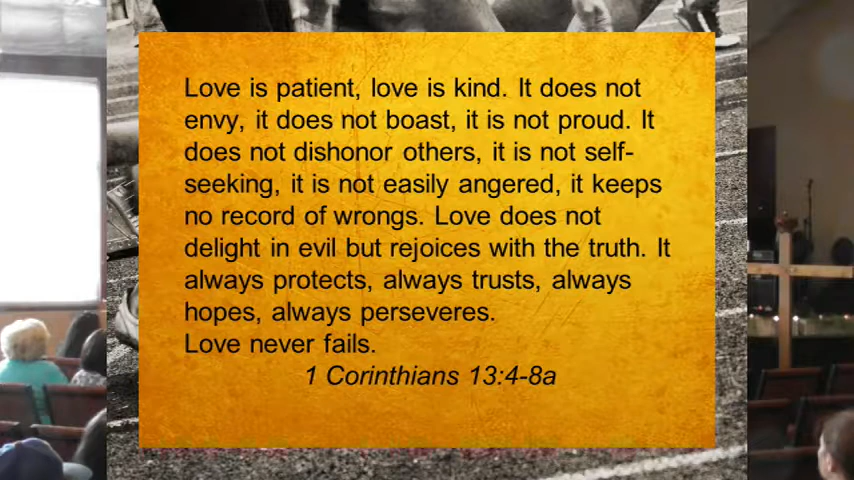 Love is patient, love is kind. It does not
envy, it does not boast, it is not proud. It
does not dishonor others, it is not self-
seeking, it is not easily angered, it keeps
no record of wrongs. Love does not
delight in evil but rejoices with the truth. It
always protects, always trusts, always
hopes, always perseveres.
Love never fails.
1 Corinthians 13:4-8a